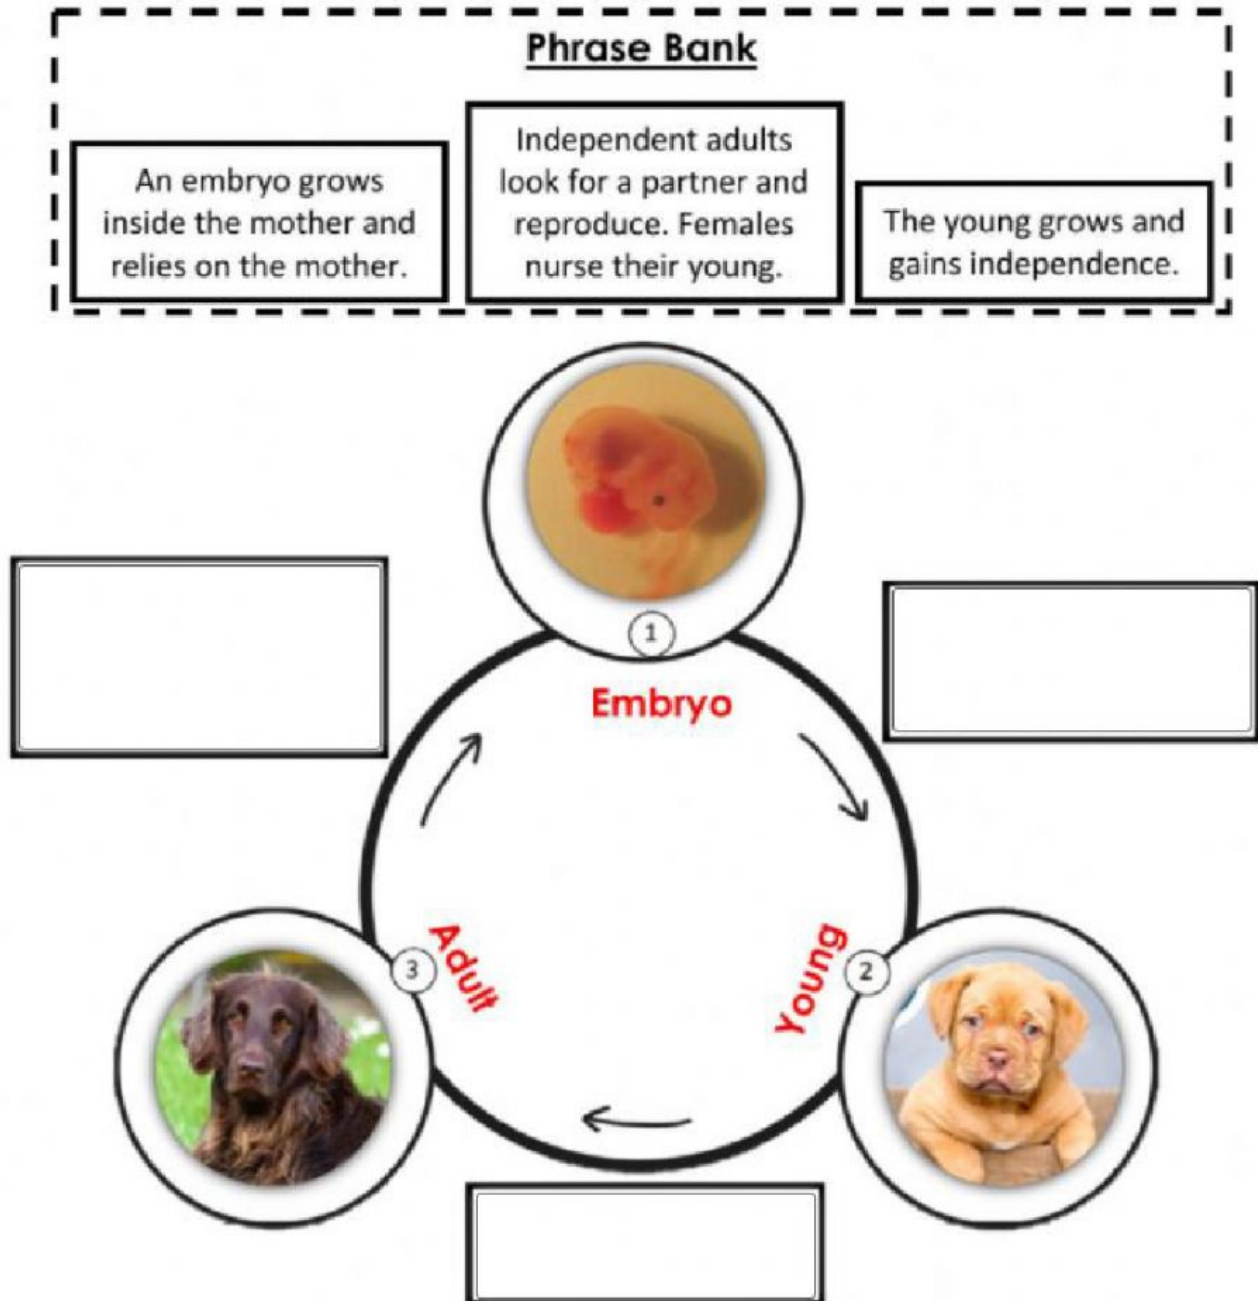 Phrase Bank
An embryo grows
inside the mother and
relies on the mother.
Independent adults
look for a partner and
reproduce. Females
nurse their young.
The young grows and
gains independence.
1
Embryo
3
Adult
Young
2